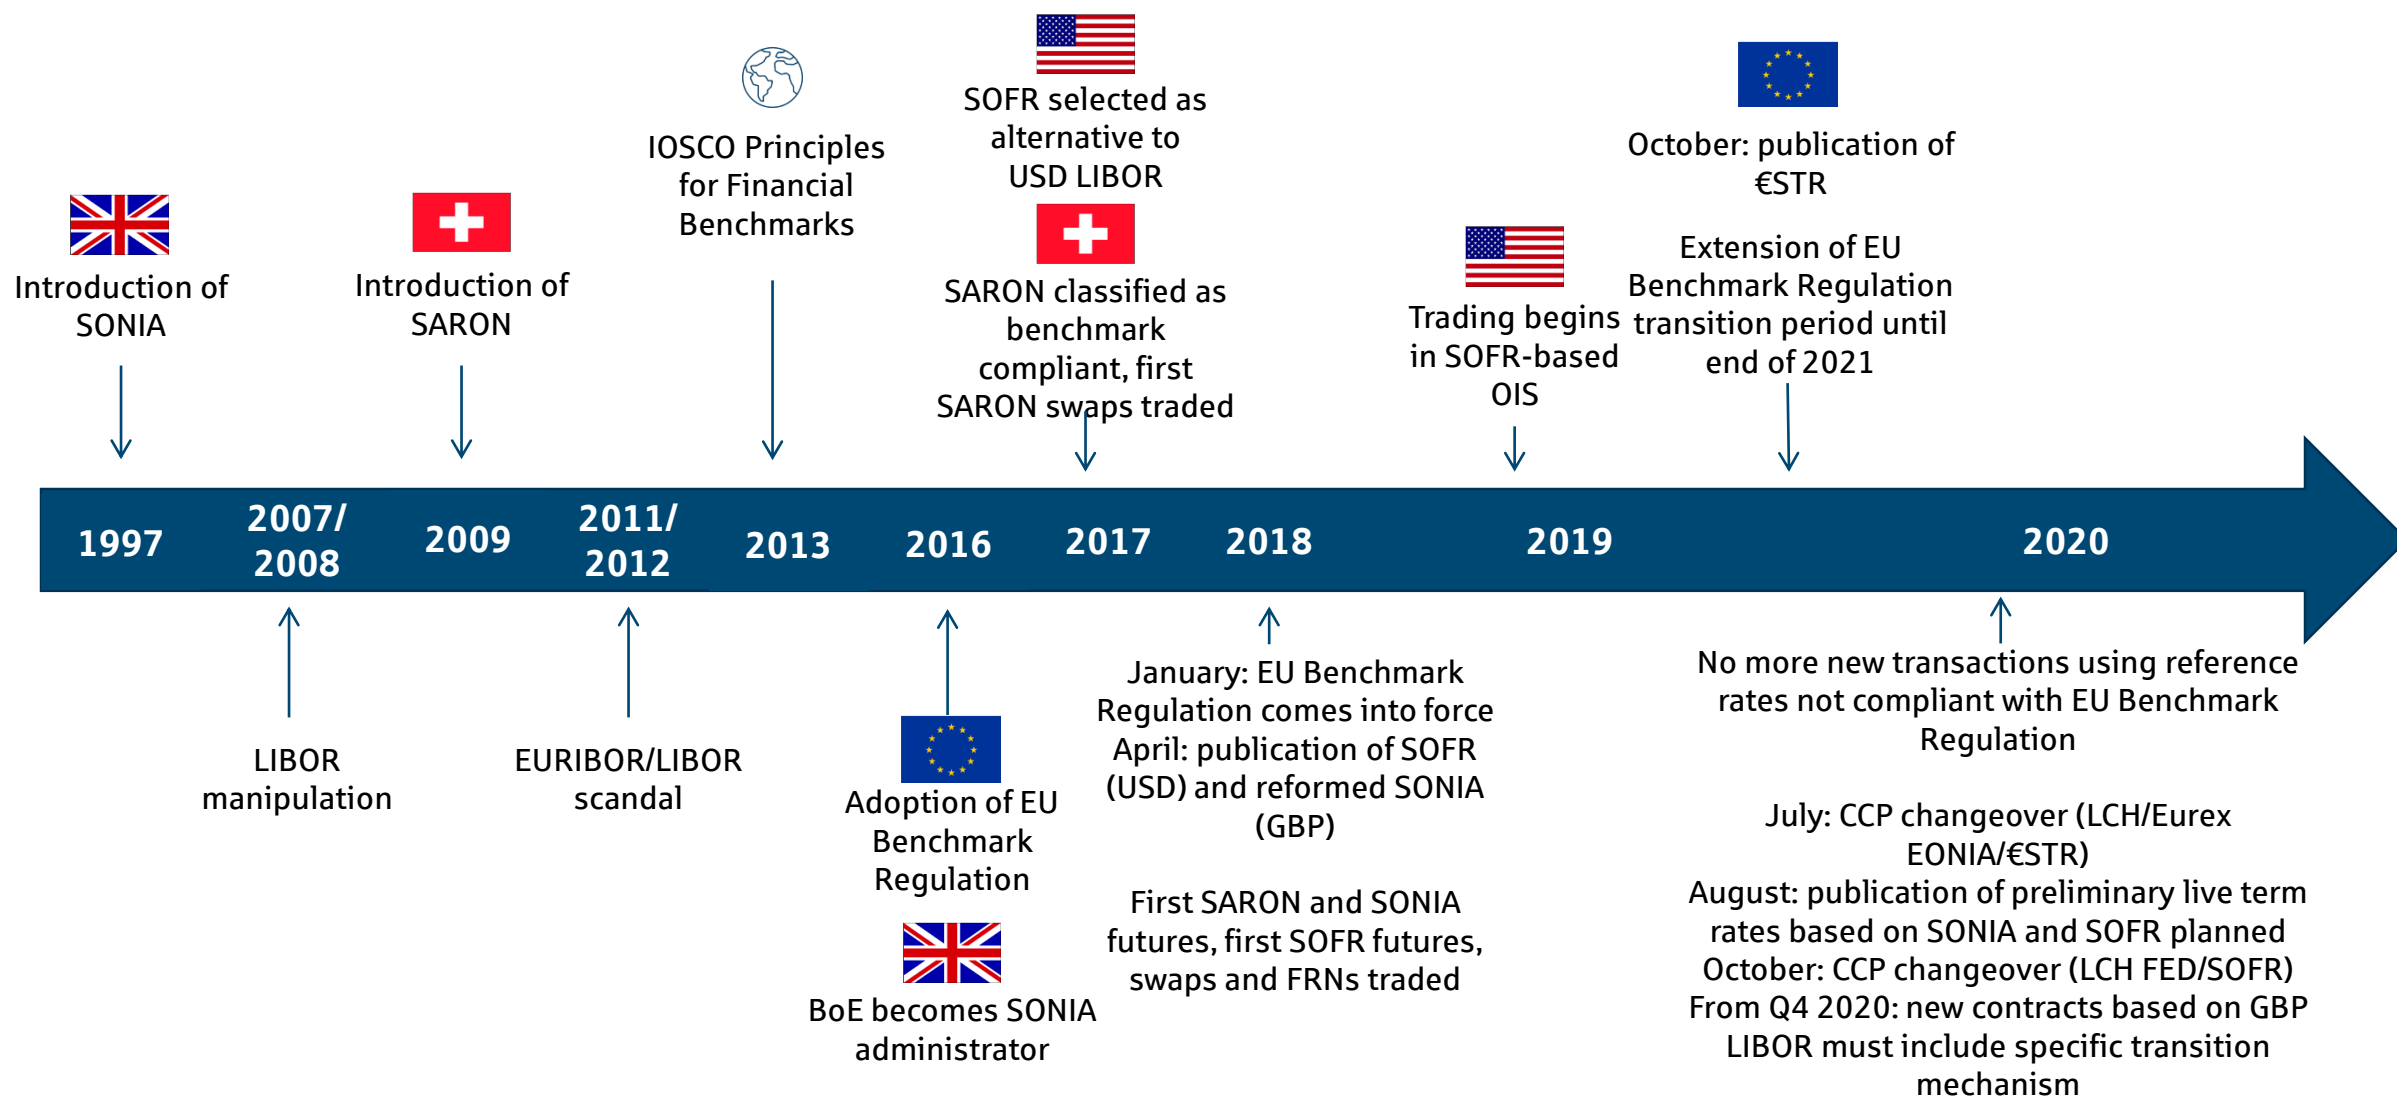 Introduction of
SONIA
Introduction of
SARON
IOSCO Principles
for Financial
Benchmarks
SOFR selected as
alternative to
USD LIBOR
SARON classified as
benchmark
compliant, first
SARON swaps traded
Trading begins
in SOFR-based
OIS
October: publication of
€STR
Extension of EU
Benchmark Regulation
transition period until
end of 2021
1997
2007/
2008
2009
2011/
2012
2013
2016
2017
2018
2019
2020
LIBOR
manipulation
EURIBOR/LIBOR
scandal
Adoption of EU
Benchmark
Regulation
BoE becomes SONIA
administrator
January: EU Benchmark
Regulation comes into force
April: publication of SOFR
(USD) and reformed SONIA
(GBP)
First SARON and SONIA
futures, first SOFR futures,
swaps and FRNs traded
No more new transactions using reference
rates not compliant with EU Benchmark
Regulation
July: CCP changeover (LCH/Eurex
EONIA/€STR)
August: publication of preliminary live term
rates based on SONIA and SOFR planned
October: CCP changeover (LCH FED/SOFR)
From Q4 2020: new contracts based on GBP
LIBOR must include specific transition
mechanism